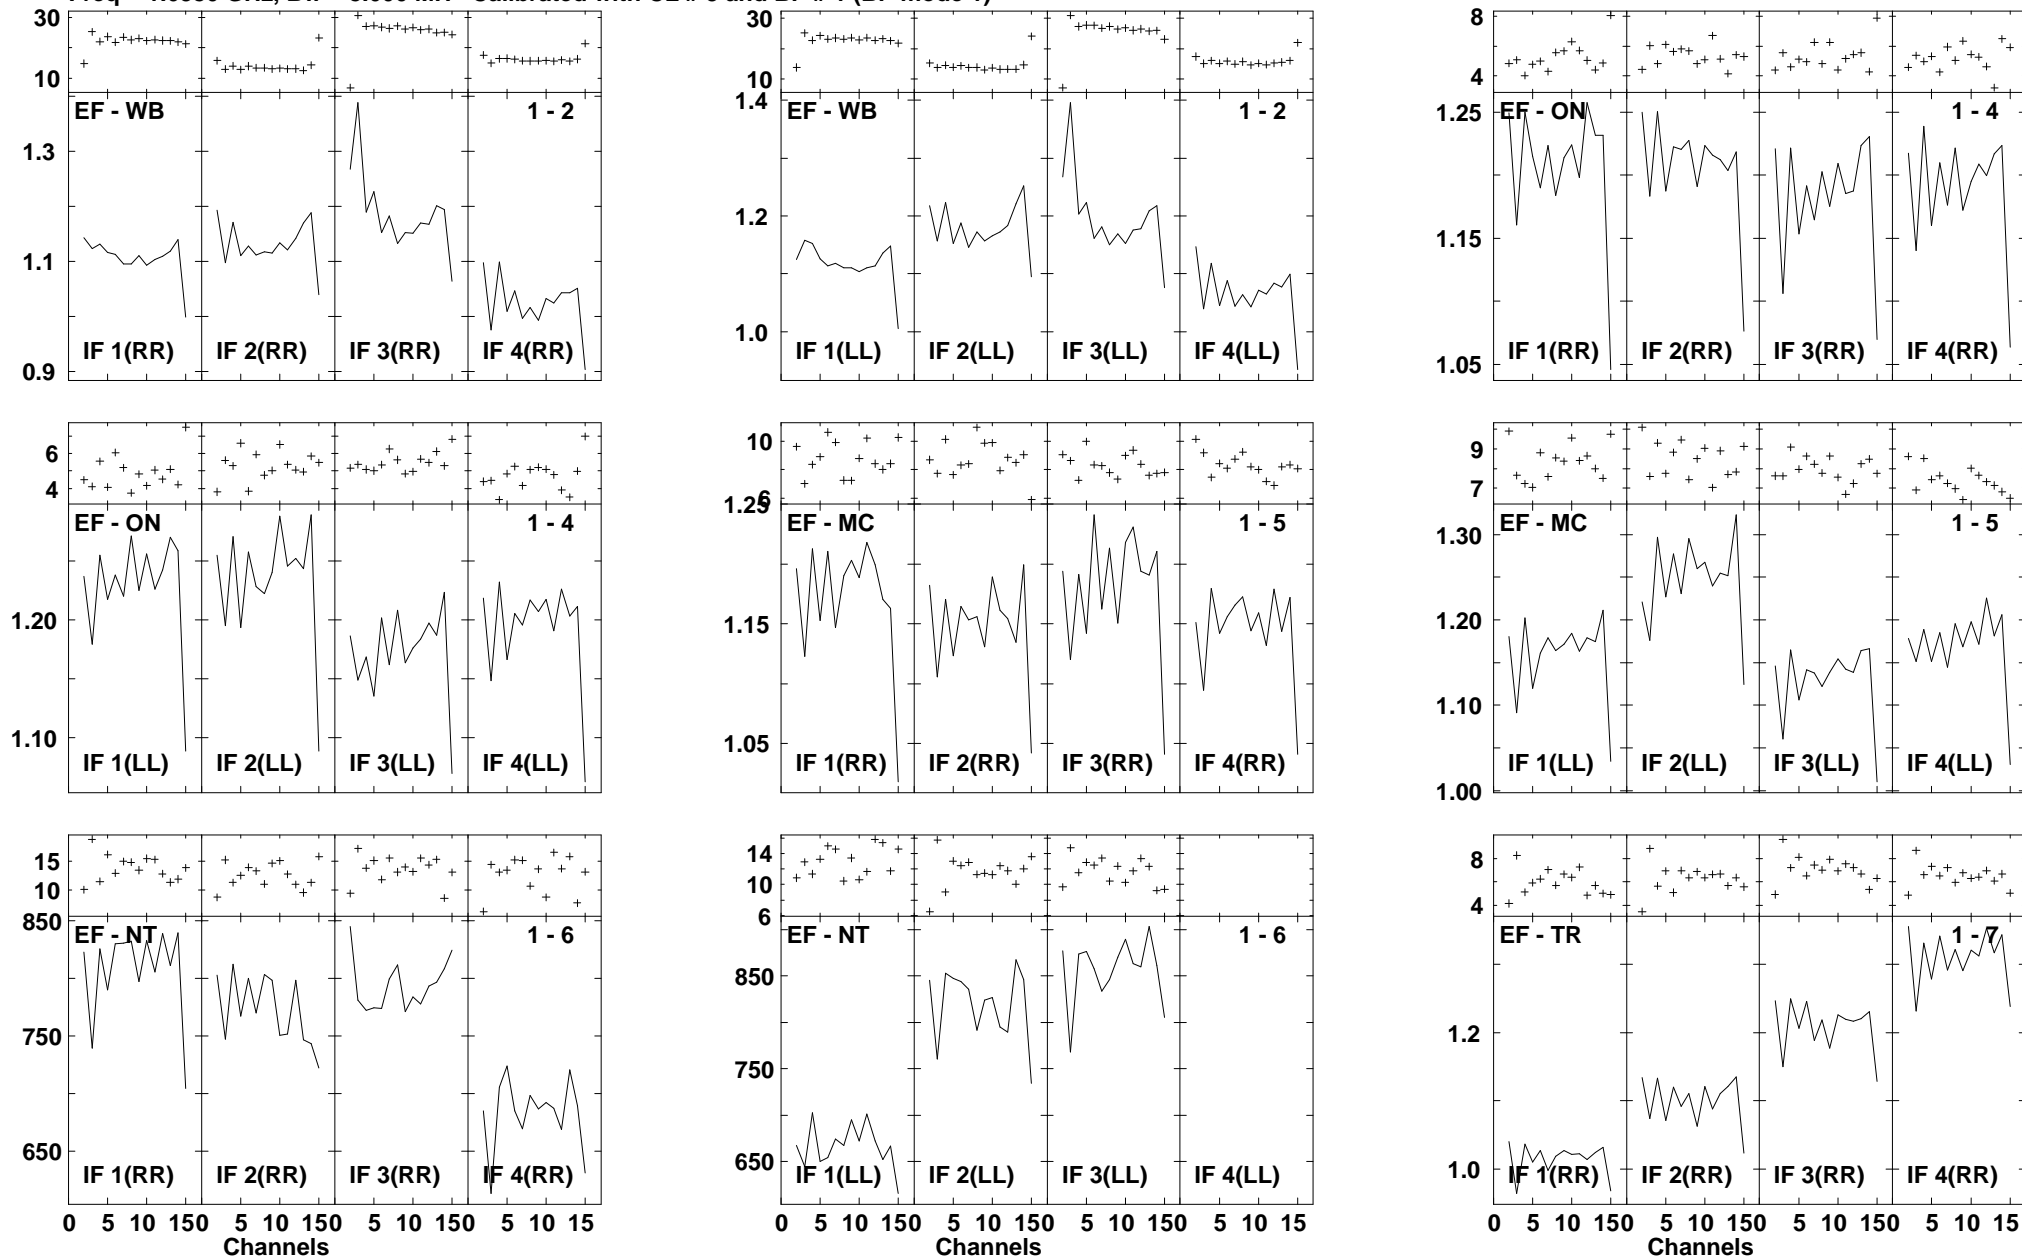 30
10
EF - WB
1 - 2
1.3
1.1
0.9
IF 1(RR)
IF 2(RR)
IF 3(RR)
IF 4(RR)
30
10
1.4
EF - WB
1 - 2
1.2
1.0
IF 1(LL)
IF 2(LL)
IF 3(LL)
IF 4(LL)
8
4
1.25
EF - ON
1 - 4
1.15
1.05
IF 1(RR)
IF 2(RR)
IF 3(RR)
IF 4(RR)
6
4
EF - ON
1 - 4
1.20
1.10
IF 1(LL)
IF 2(LL)
IF 3(LL)
IF 4(LL)
10
6
1.25
EF - MC
1 - 5
1.15
1.05
IF 1(RR)
IF 2(RR)
IF 3(RR)
IF 4(RR)
9
7
EF - MC
1 - 5
1.30
1.20
1.10
1.00
IF 1(LL)
IF 2(LL)
IF 3(LL)
IF 4(LL)
15
10
850
EF - NT
1 - 6
750
650
IF 1(RR)
IF 2(RR)
IF 3(RR)
IF 4(RR)
0 5 10 150 5 10 150 5 10 150 5 10 15
Channels
14
10
6
EF - NT
1 - 6
850
750
650
IF 1(LL)
IF 2(LL)
IF 3(LL)
IF 4(LL)
0 5 10 150 5 10 150 5 10 150 5 10 15
Channels
8
4
EF - TR
1 - 7
1.2
1.0
IF 1(RR)
IF 2(RR)
IF 3(RR)
IF 4(RR)
0 5 10 150 5 10 150 5 10 150 5 10 15
Channels